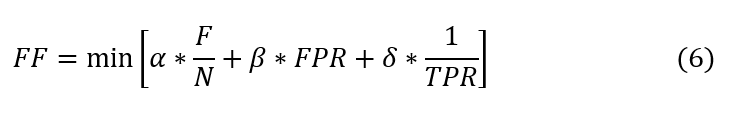 FF = min [α * F/N + β * FPR + δ * 1/TPR] (6)